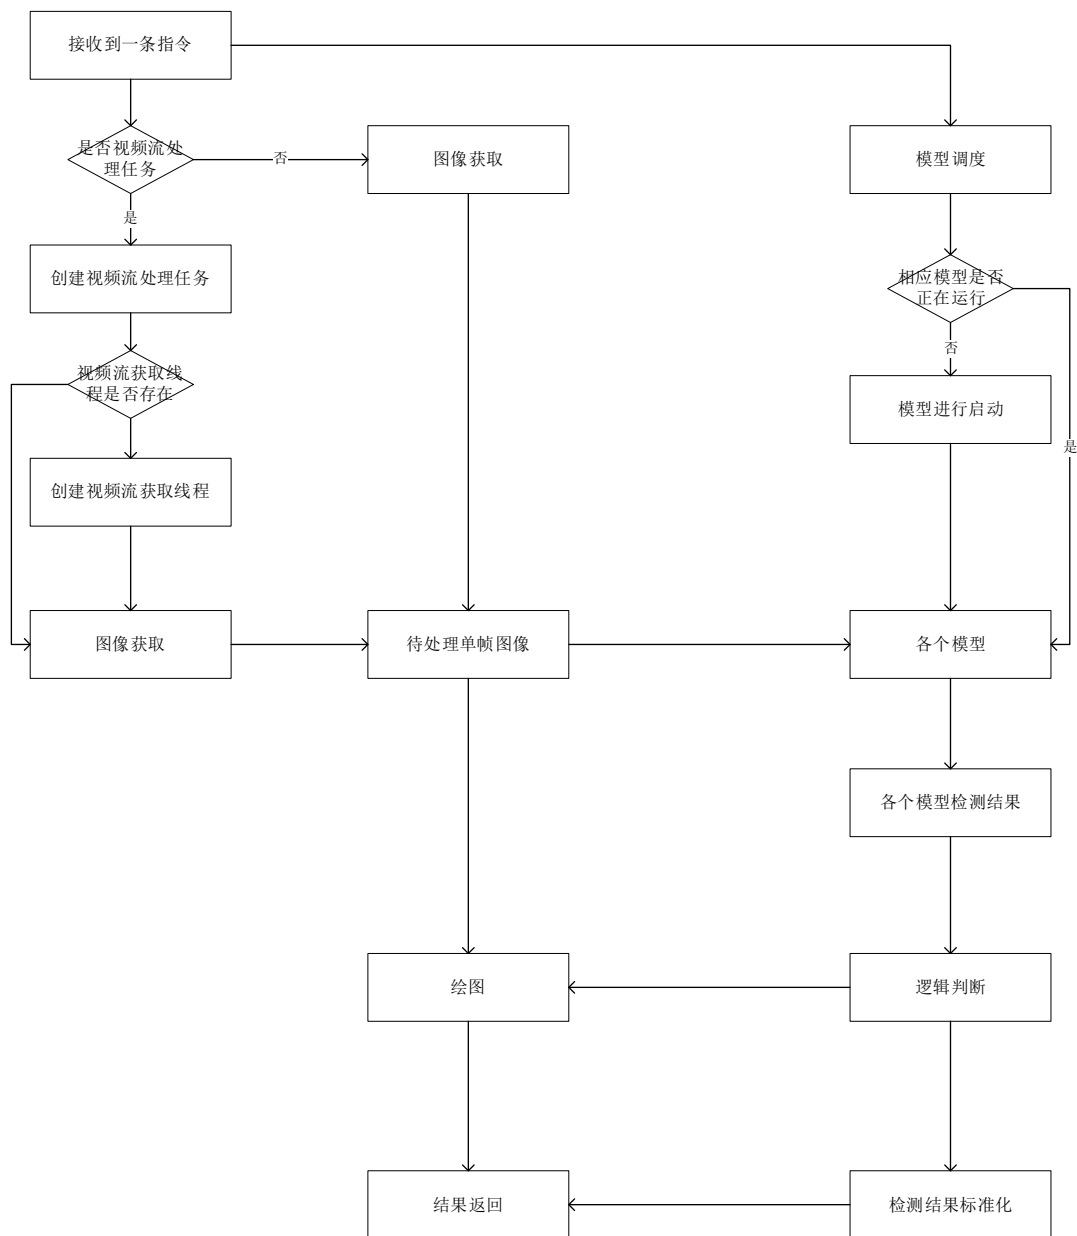 接收到一条指令
是否视频流处
理任务
否
图像获取
模型调度
是
创建视频流处理任务
相应模型是否
正在运行
否
是
视频流获取线
程是否存在
模型进行启动
创建视频流获取线程
图像获取
待处理单帧图像
各个模型
各个模型检测结果
绘图
逻辑判断
结果返回
检测结果标准化